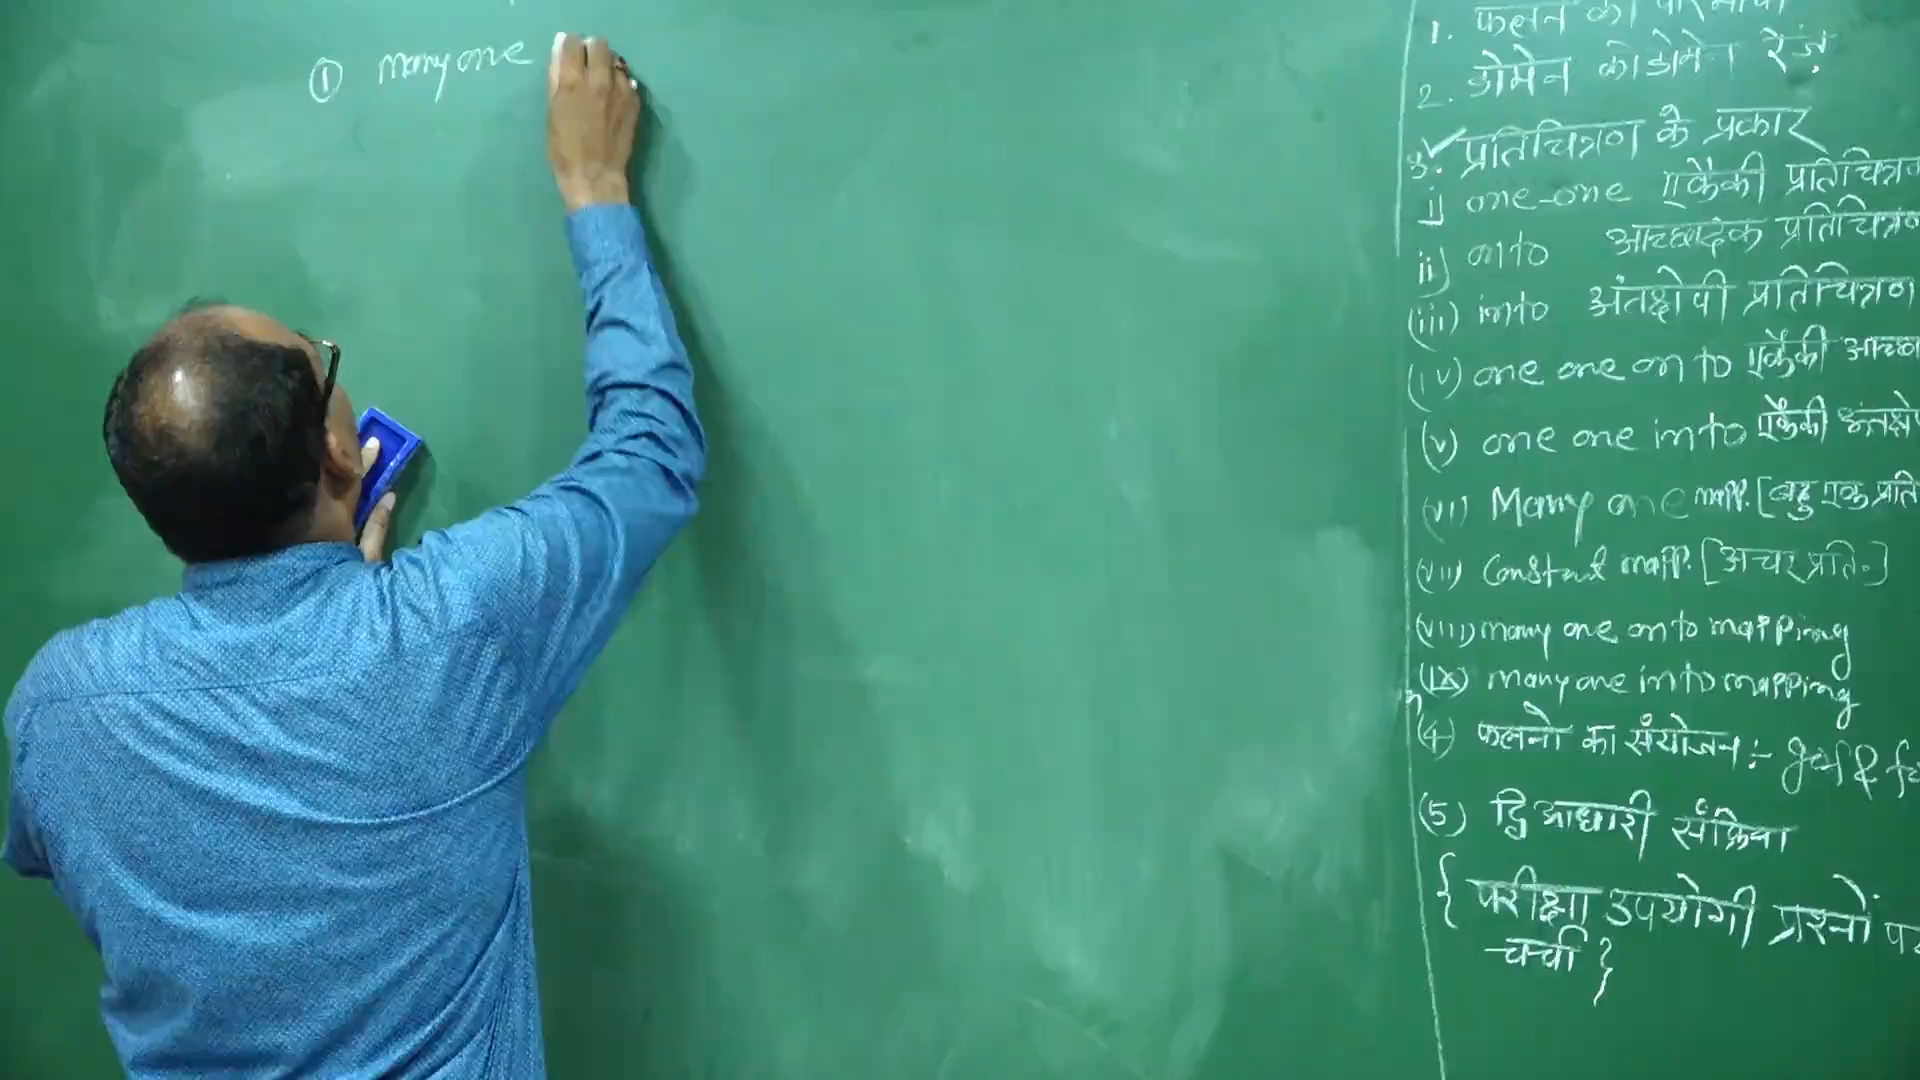 ① many one
1. फलन की परिभाषा
2. डोमेन कोडोमेन रेंज़
3. ✓ प्रतिचित्रण के प्रकार
i) one-one एकैकी प्रतिचित्रण
ii) onto आच्छादक प्रतिचित्रण
(iii) into अंतक्षेपी प्रतिचित्रण
(iv) one one on to एकैकी आच्छा
(v) one one into एकैकी अंतक्षे
(vi) Many one mapp. [बहु एक प्रति
(vii) Constant mapp. [अचर प्रति॰]
(viii) many one onto mapping
(ix) many one into mapping
(4) फलनो का संयोजन :- gof &
(5) द्वि आधारी संक्रिया
{ परीक्षा उपयोगी प्रश्नों
चर्चा }